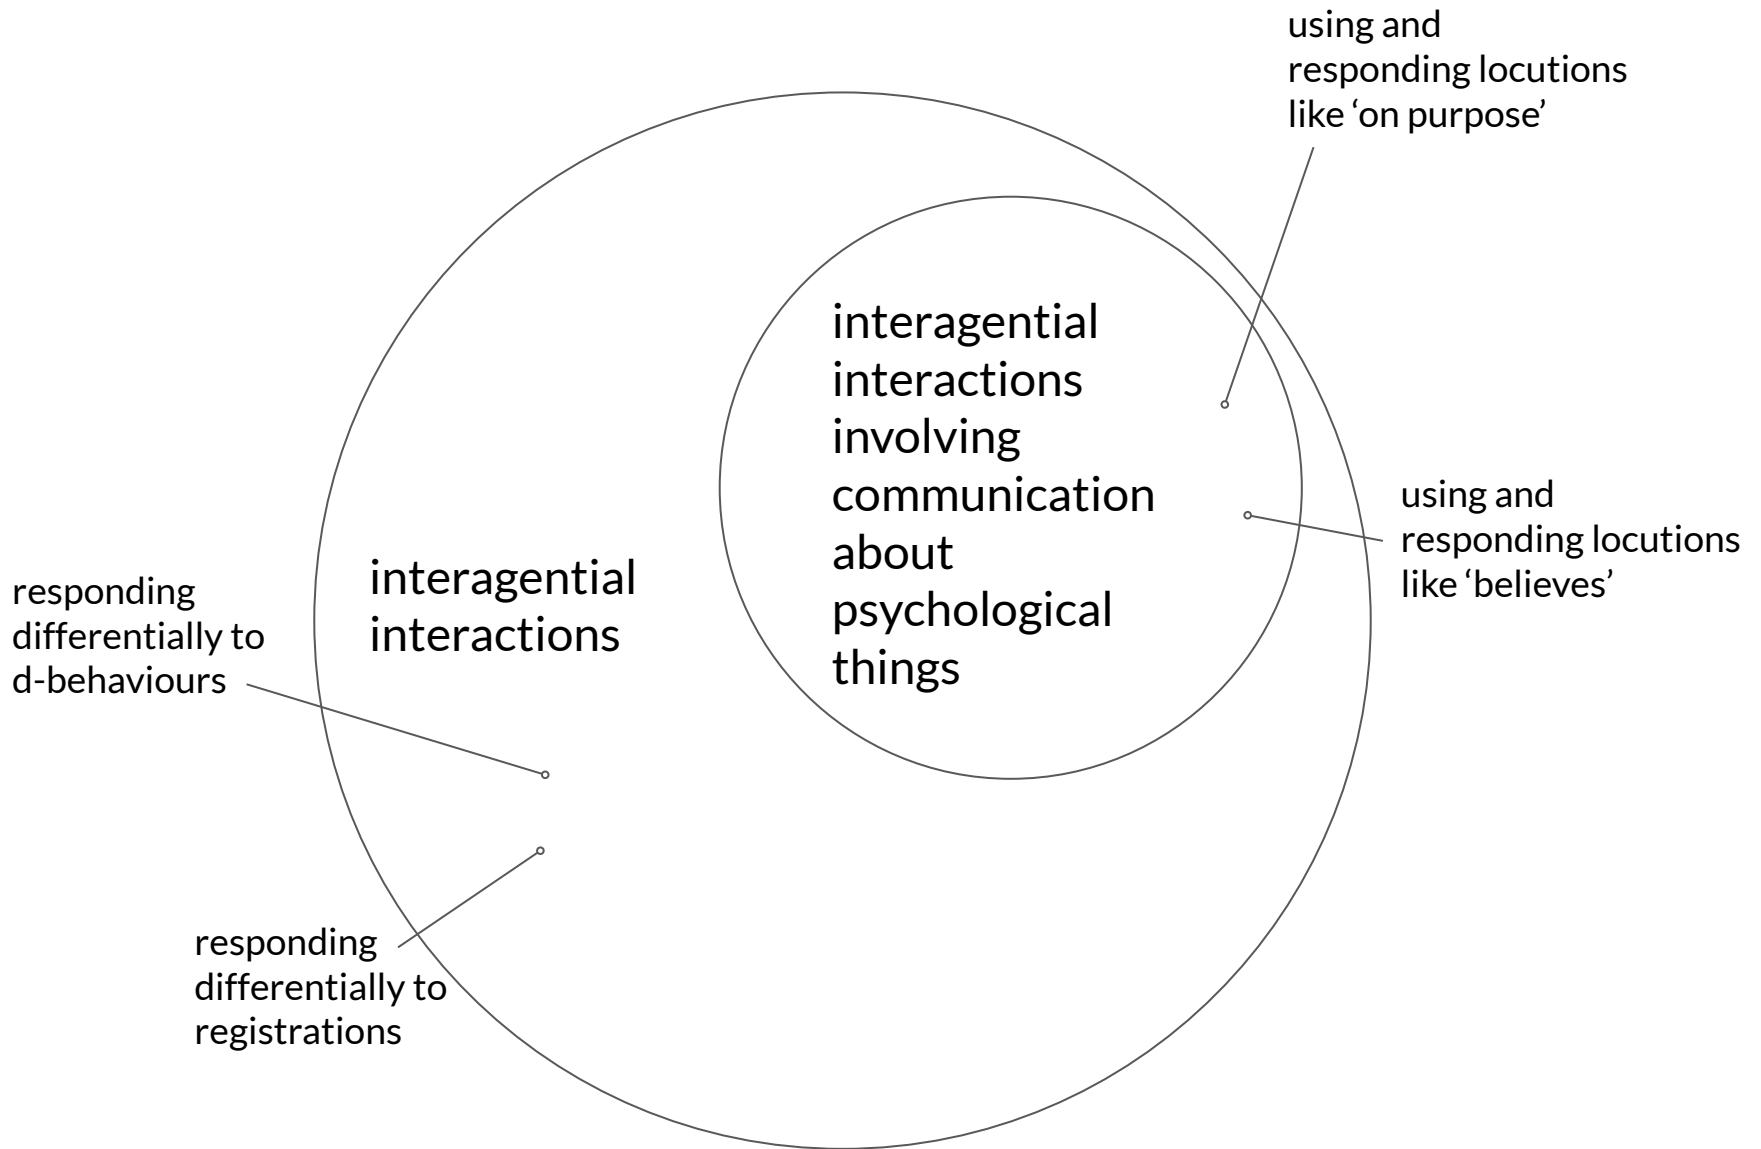 using and
responding locutions
like ‘on purpose’
interagential
interactions
involving
communication
about
psychological
things
using and
responding locutions
like ‘believes’
interagential
interactions
responding
differentially to
d-behaviours
responding
differentially to
registrations